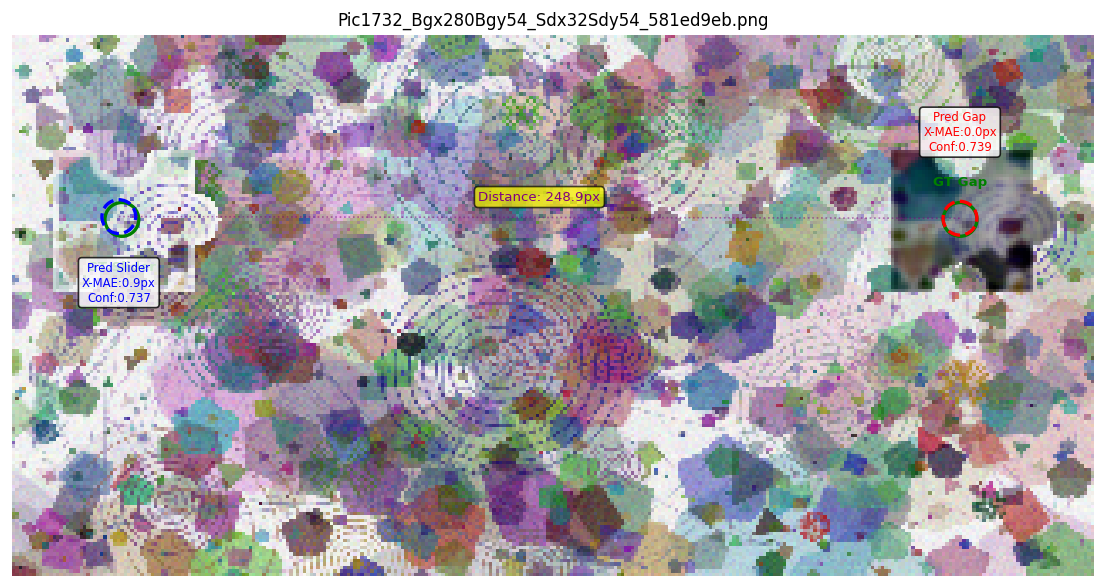 Pic1732_Bgx280Bgy54_Sdx32Sdy54_581ed9eb.png
Pred Gap
X-MAE:0.0px
Conf:0.739
GT Gap
Distance: 248.9px
Pred Slider
X-MAE:0.9px
Conf:0.737